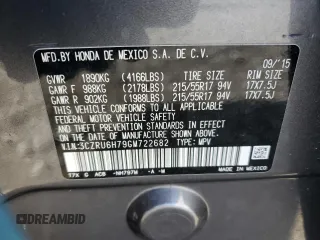 MFD.BY HONDA DE MEXICO S.A. DE C.V.
09/'15
GVWR 1890KG (4166LBS) TIRE SIZE RIM SIZE
GAWR F 988KG (2178LBS) 215/55R17 94V 17X7.5J
GAWR R 902KG (1988LBS) 215/55R17 94V 17X7.5J
THIS VEHICLE CONFORMS TO ALL APPLICABLE
FEDERAL MOTOR VEHICLE SAFETY, BUMPER, AND
THEFT PREVENTION STANDARDS IN EFFECT ON THE
DATE OF MANUFACTURE SHOWN ABOVE.
V.I.N:3CZRU6H79GM722682 TYPE: MPV
MADE IN MEXICO
© AUTOBIDMASTER